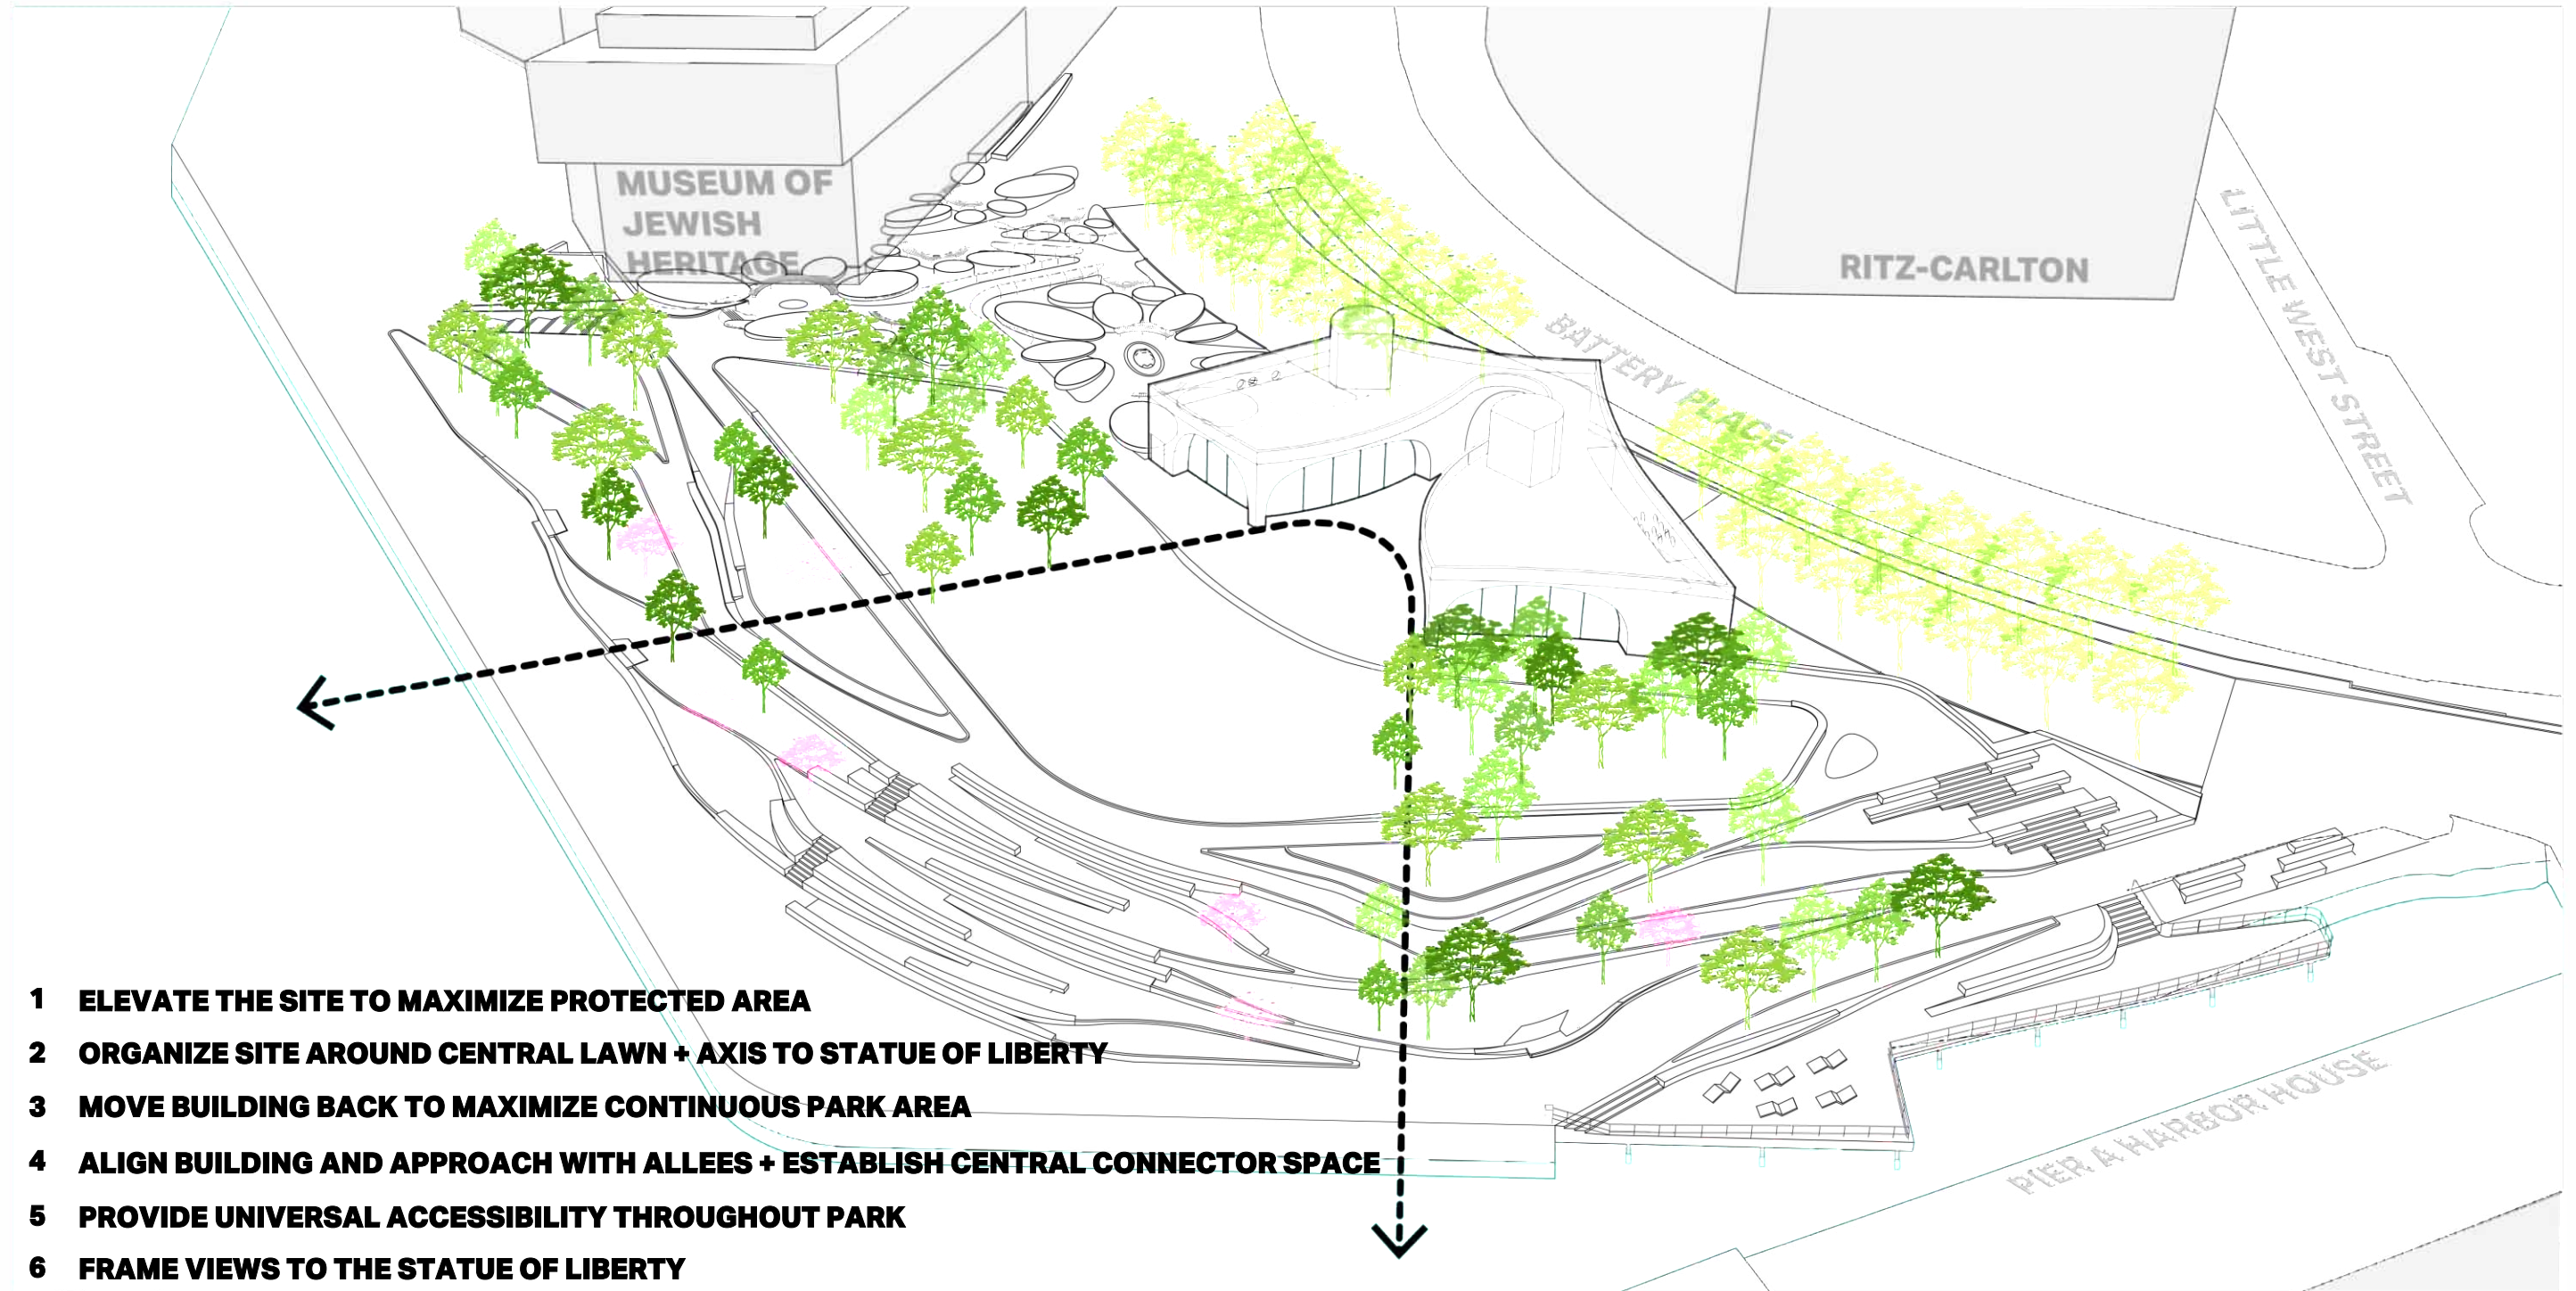 MUSEUM OF
JEWISH
HERITAGE
RITZ-CARLTON
LITTLE WEST STREET
BATTERY PLACE
1 ELEVATE THE SITE TO MAXIMIZE PROTECTED AREA
2 ORGANIZE SITE AROUND CENTRAL LAWN + AXIS TO STATUE OF LIBERTY
3 MOVE BUILDING BACK TO MAXIMIZE CONTINUOUS PARK AREA
4 ALIGN BUILDING AND APPROACH WITH ALLEES + ESTABLISH CENTRAL CONNECTOR SPACE
5 PROVIDE UNIVERSAL ACCESSIBILITY THROUGHOUT PARK
6 FRAME VIEWS TO THE STATUE OF LIBERTY
PIER A HARBOR HOUSE